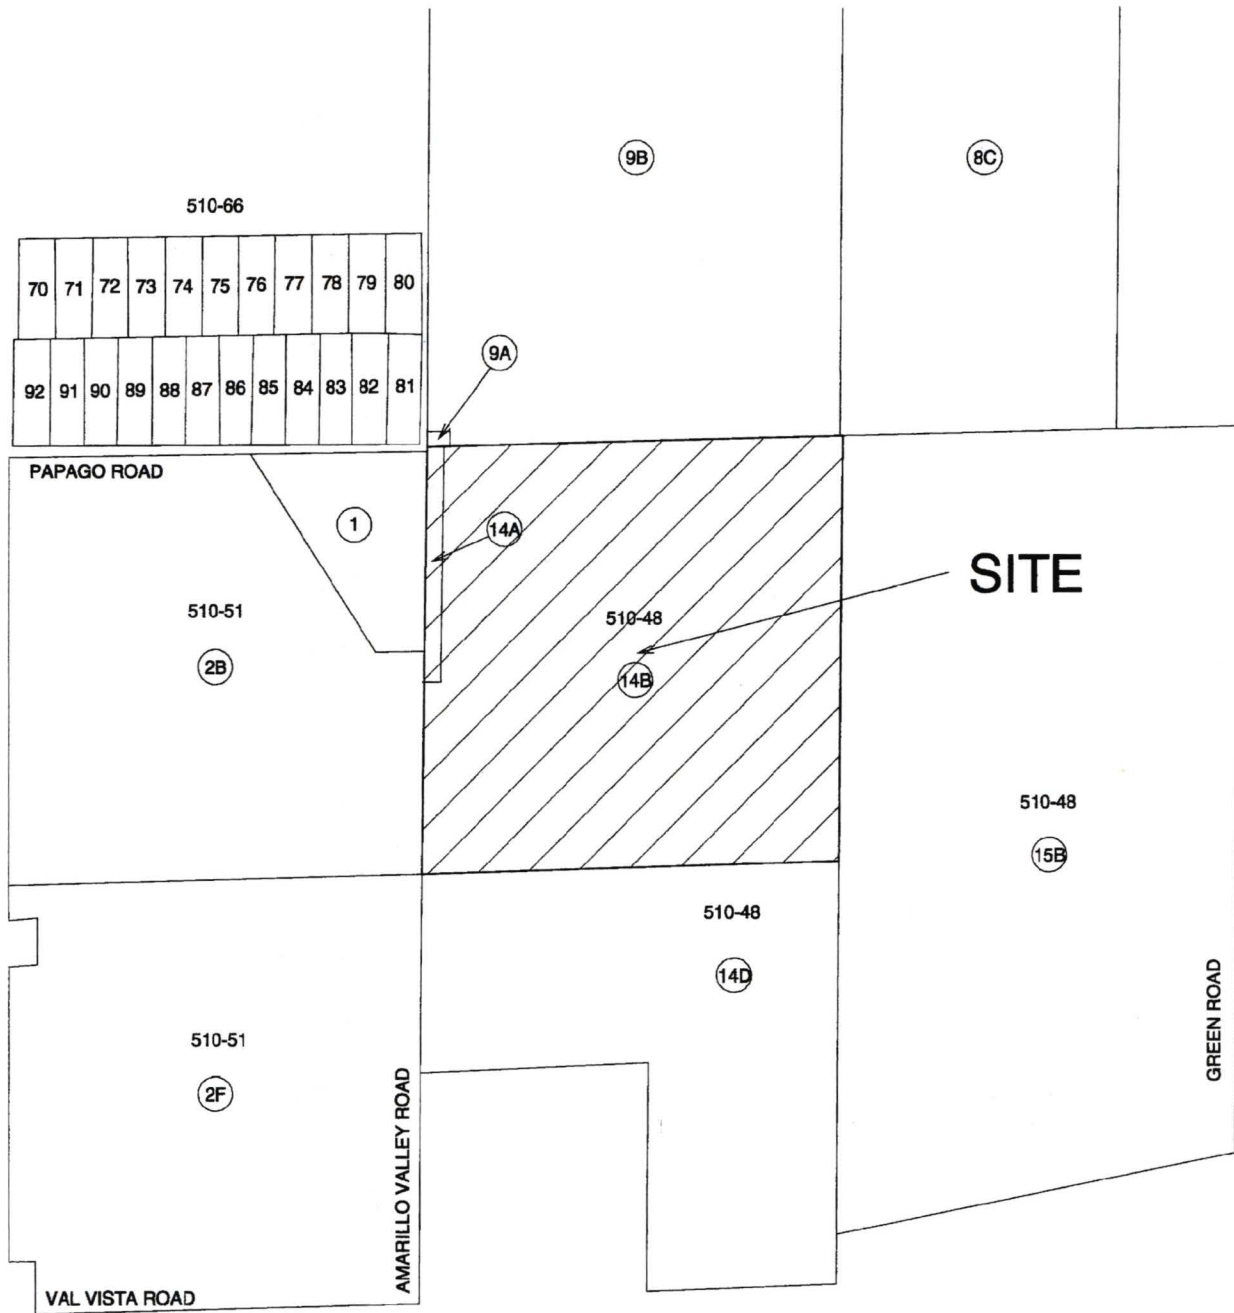 9B
8C
510-66
70 71 72 73 74 75 76 77 78 79 80
9A
92 91 90 89 88 87 86 85 84 83 82 81
PAPAGO ROAD
1
14A
SITE
510-51
510-48
2B
14B
510-48
15B
510-48
14D
GREEN ROAD
510-51
2F
AMARILLO VALLEY ROAD
VAL VISTA ROAD